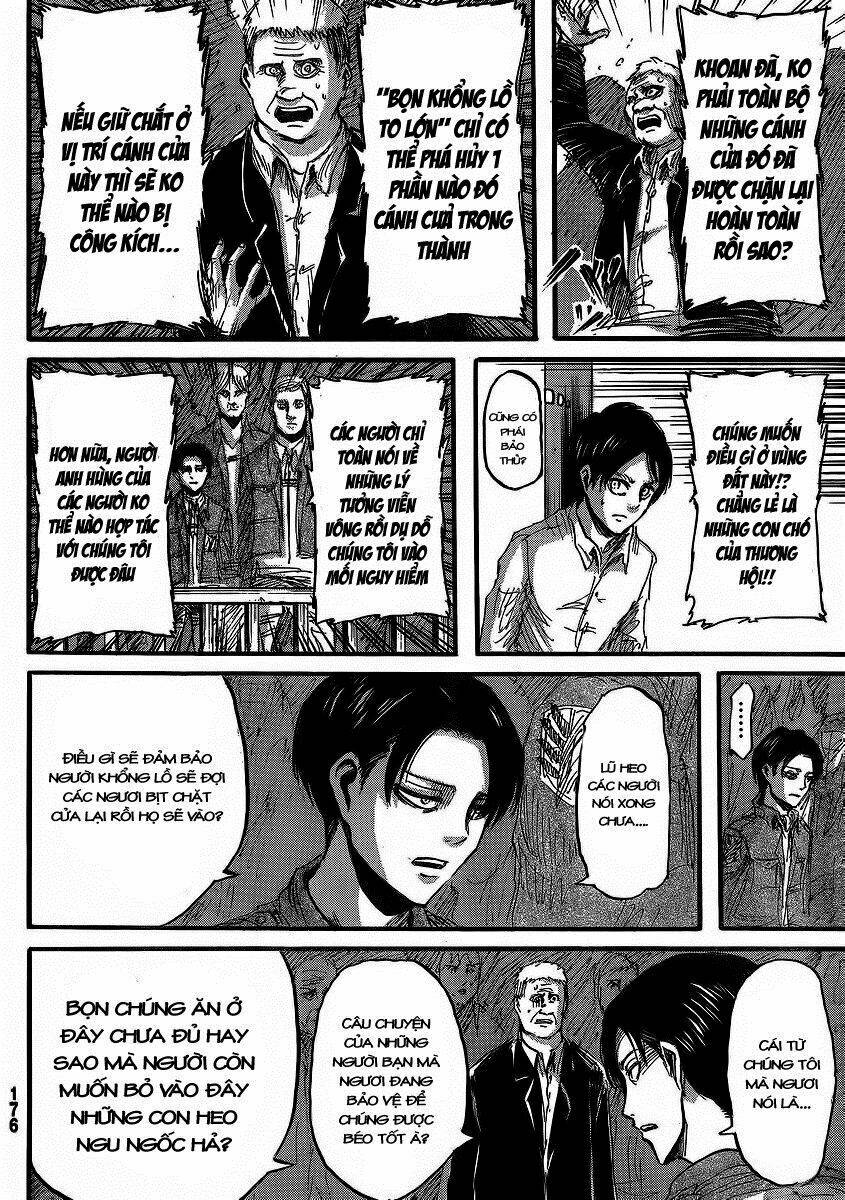 KHOAN ĐÃ, KO
PHẢI TOÀN BỘ
NHỮNG CÁNH
CỬA ĐÓ ĐÃ
ĐƯỢC CHẶN LẠI
HOÀN TOÀN
RỒI SAO?
"BỌN KHỔNG LỒ
TO LỚN" CHỈ CÓ
THỂ PHÁ HỦY 1
PHẦN NÀO ĐÓ
CÁNH CUẢ TRONG
THÀNH
NẾU GIỮ CHẮT Ở
VỊ TRÍ CÁNH CỬA
NÀY THÌ SẼ KO
THỂ NÀO BỊ
CÔNG KÍCH...
CHÚNG MUỐN
ĐIỀU GÌ Ở VÙNG
ĐẤT NÀY!?
CHẲNG LẼ LÀ
NHỮNG CON CHÓ
CỦA THƯƠNG
HỘI!!
CŨNG CÓ
PHÁI
BẢO
THỦ?
CÁC NGƯỜI CHỈ
TOÀN NÓI VỀ
NHỮNG LÝ
TƯỞNG VIỄN
VÔNG RỒI DỤ DỖ
CHÚNG TÔI VÀO
MỐI NGUY HIỂM
HƠN NỮA, NGƯỜI
ANH HÙNG CỦA
CÁC NGƯỜI KO
THỂ NÀO HỢP TÁC
VỚI CHÚNG TÔI
ĐƯỢC ĐÂU
......
LŨ HEO
CÁC NGƯỜI
NÓI XONG
CHƯA....
ĐIỀU GÌ SẼ ĐẢM BẢO
NGƯỜI KHỔNG LỒ SẼ ĐỢI
CÁC NGƯƠI BỊT CHẶT
CỬA LẠI RỒI HỌ SẼ VÀO?
CÁI TỪ
CHÚNG TÔI
MÀ NGƯƠI
NÓI LÀ...
CÂU CHUYỆN
CỦA NHỮNG
NGƯỜI BẠN MÀ
NGƯƠI ĐANG
BẢO VỆ ĐỂ
CHÚNG ĐƯỢC
BÉO TỐT À?
BỌN CHÚNG ĂN Ở
ĐÂY CHƯA ĐỦ HAY
SAO MÀ NGƯỜI CÒN
MUỐN BỎ VÀO ĐÂY
NHỮNG CON HEO
NGU NGỐC HẢ?
176